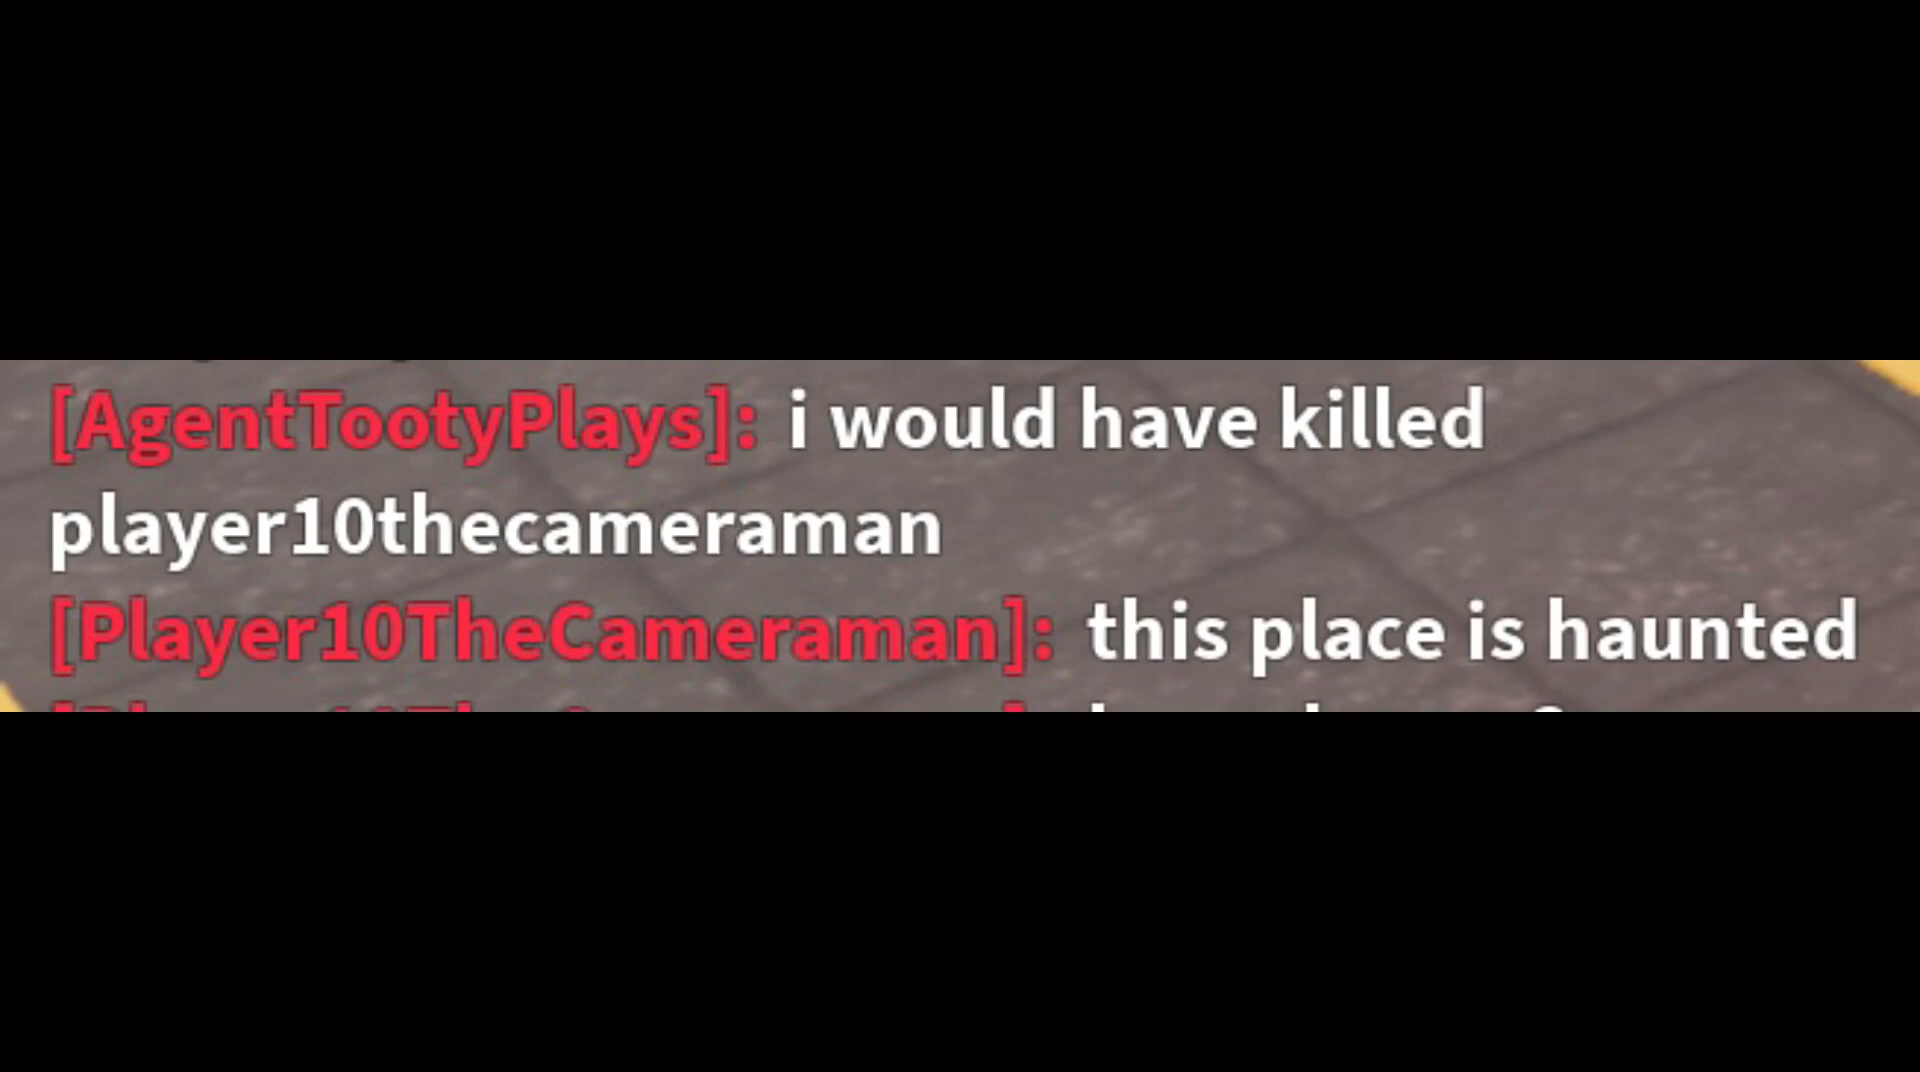 [AgentTootyPlays]: i would have killed
player10thecameraman
[Player10TheCameraman]: this place is haunted